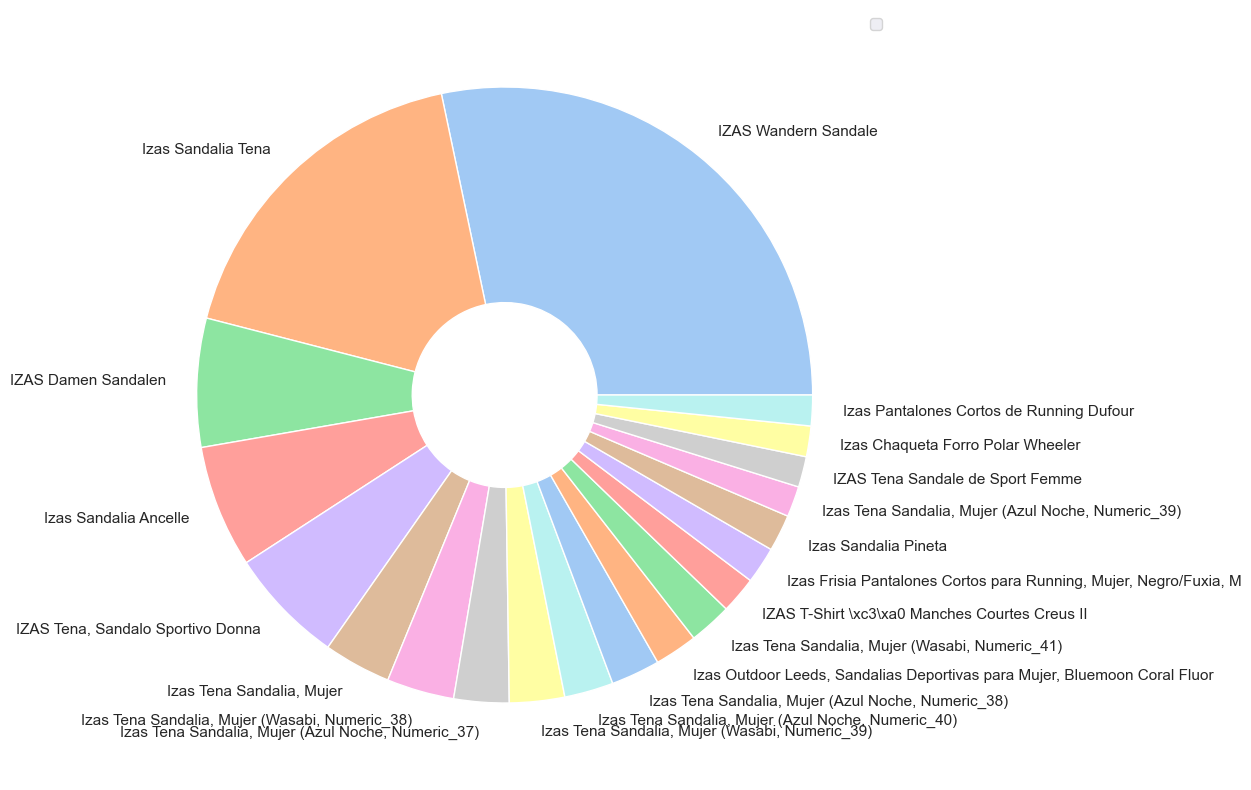 IZAS Wandern Sandale
Izas Sandalia Tena
IZAS Damen Sandalen
Izas Sandalia Ancelle
IZAS Tena, Sandalo Sportivo Donna
Izas Tena Sandalia, Mujer
Izas Tena Sandalia, Mujer (Wasabi, Numeric_38)
Izas Tena Sandalia, Mujer (Azul Noche, Numeric_37)
Izas Tena Sandalia, Mujer (Wasabi, Numeric_39)
Izas Tena Sandalia, Mujer (Azul Noche, Numeric_40)
Izas Tena Sandalia, Mujer (Azul Noche, Numeric_38)
Izas Outdoor Leeds, Sandalias Deportivas para Mujer, Bluemoon Coral Fluor
Izas Tena Sandalia, Mujer (Wasabi, Numeric_41)
IZAS T-Shirt \xc3\xa0 Manches Courtes Creus II
Izas Frisia Pantalones Cortos para Running, Mujer, Negro/Fuxia, M
Izas Sandalia Pineta
Izas Tena Sandalia, Mujer (Azul Noche, Numeric_39)
IZAS Tena Sandale de Sport Femme
Izas Chaqueta Forro Polar Wheeler
Izas Pantalones Cortos de Running Dufour